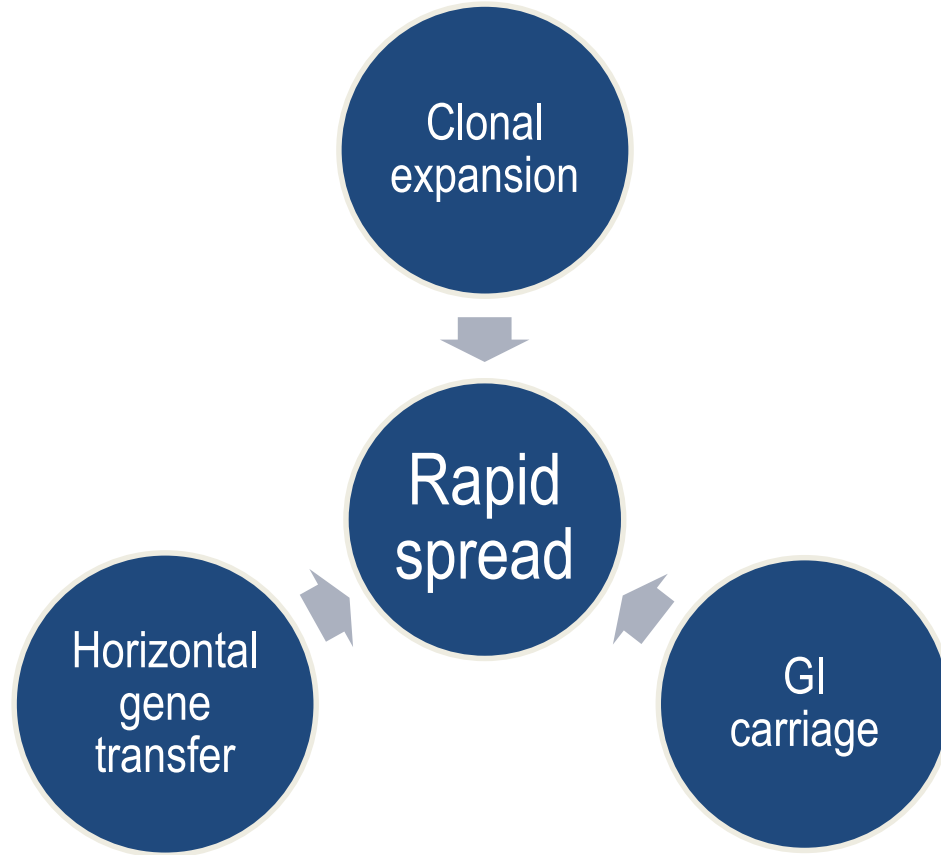 Clonal
expansion
Rapid
spread
Horizontal
gene
transfer
GI
carriage